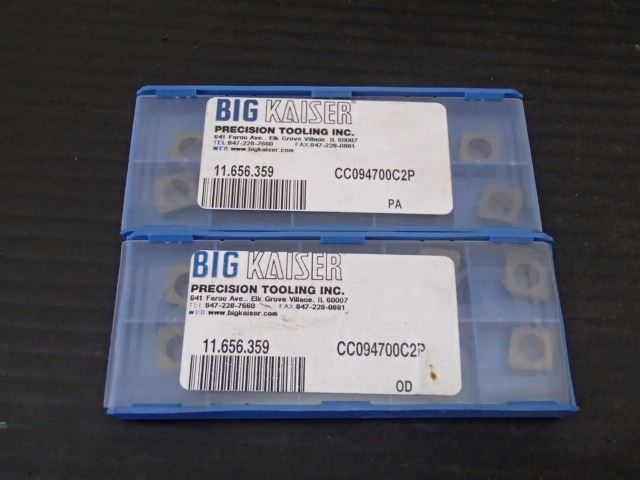 BIG KAISER
PRECISION TOOLING INC.
641 Fargo Ave., Elk Grove Village, IL 60007
TEL.847-228-7660 FAX.847-228-0881
WEB www.bigkaiser.com
11.656.359 CC094700C2P
PA
BIG KAISER
PRECISION TOOLING INC.
641 Fargo Ave., Elk Grove Village, IL 60007
TEL 847-228-7660 FAX.847-228-0881
WEB www.bigkaiser.com
11.656.359 CC094700C2P
OD